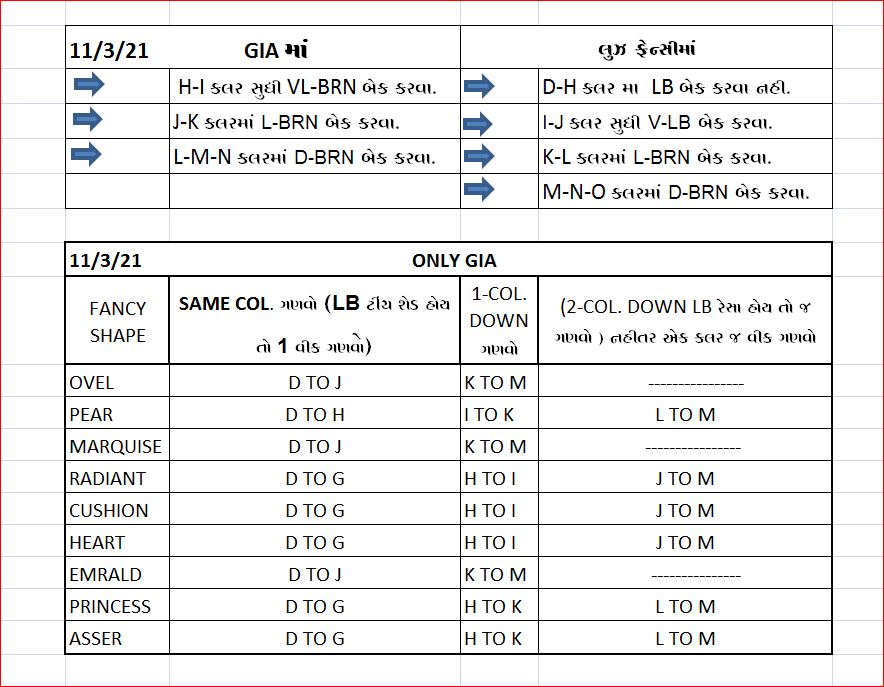 11/3/21 GIA માં લુઝ ફેન્સીમાં
H-I કલર સુધી VL-BRN બેક કરવા. D-H કલર મા LB બેક કરવા નહી.
J-K કલરમાં L-BRN બેક કરવા. I-J કલર સુધી V-LB બેક કરવા.
L-M-N કલરમાં D-BRN બેક કરવા. K-L કલરમાં L-BRN બેક કરવા.
M-N-O કલરમાં D-BRN બેક કરવા.
11/3/21 ONLY GIA
FANCY SHAPE
SAME COL. ગણવો (LB ટીચ શેડ હોય
તો 1 વીક ગણવો)
1-COL.
DOWN
ગણવો
(2-COL. DOWN LB રેસા હોય તો જ
ગણવો ) નહીતર એક કલર જ વીક ગણવો
OVEL D TO J K TO M ----------------
PEAR D TO H I TO K L TO M
MARQUISE D TO J K TO M ----------------
RADIANT D TO G H TO I J TO M
CUSHION D TO G H TO I J TO M
HEART D TO G H TO I J TO M
EMRALD D TO J K TO M ---------------
PRINCESS D TO G H TO K L TO M
ASSER D TO G H TO K L TO M